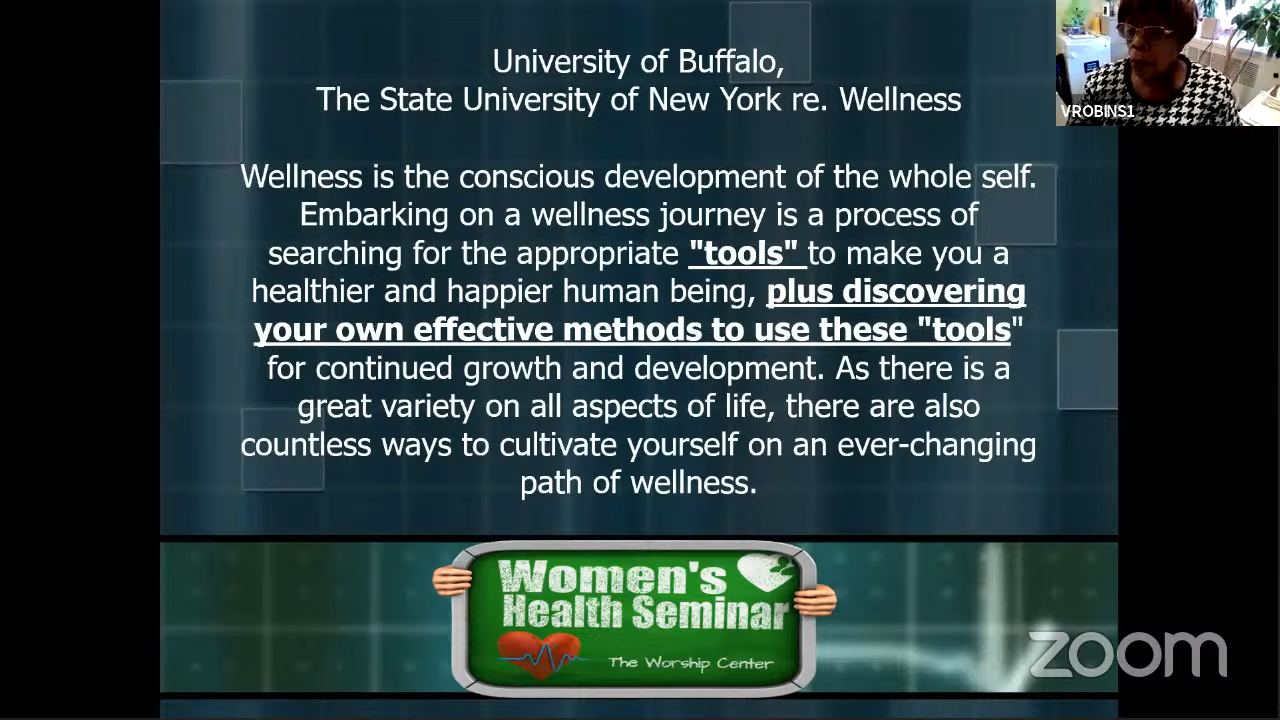 University of Buffalo,
The State University of New York re. Wellness
VROBINS1
Wellness is the conscious development of the whole self.
Embarking on a wellness journey is a process of
searching for the appropriate "tools" to make you a
healthier and happier human being, plus discovering
your own effective methods to use these "tools"
for continued growth and development. As there is a
great variety on all aspects of life, there are also
countless ways to cultivate yourself on an ever-changing
path of wellness.
Women's
Health Seminar
The Worship Center
zoom